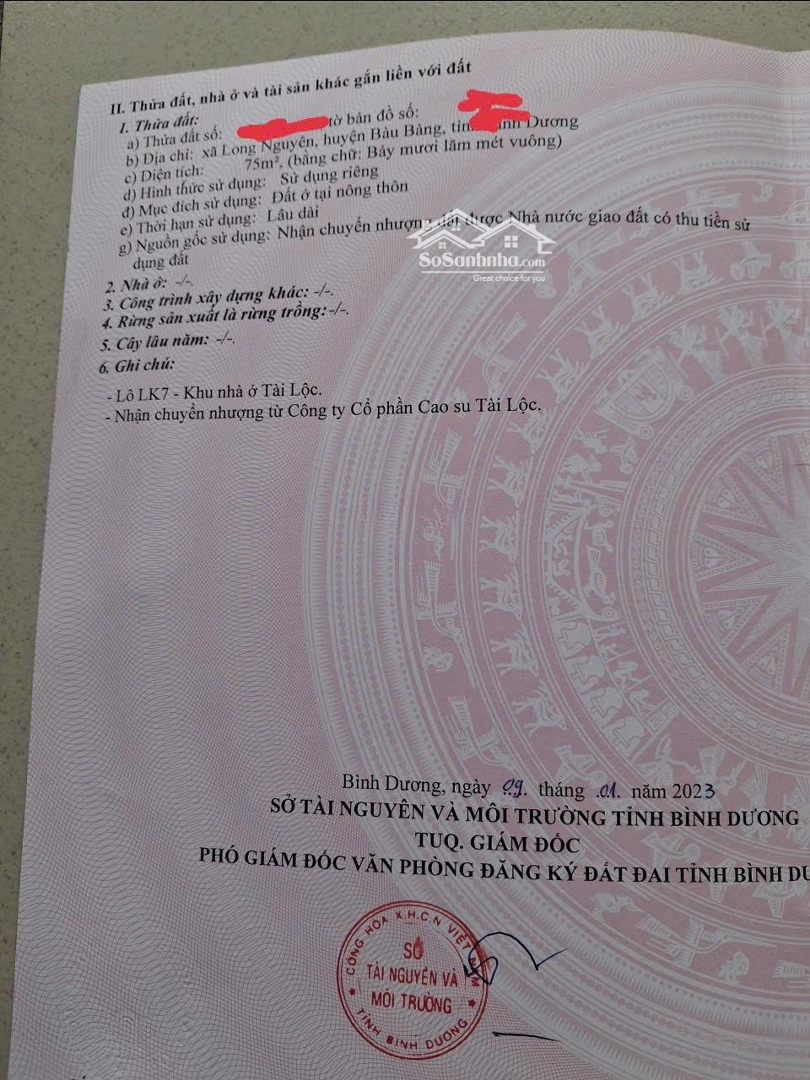 II. Thửa đất, nhà ở và tài sản khác gắn liền với đất
1. Thửa đất:
a) Thửa đất số: tờ bản đồ số:
b) Địa chỉ: xã Long Nguyên, huyện Bàu Bàng, tỉnh Dương
c) Diện tích: 75m², (bằng chữ: Bảy mươi lăm mét vuông)
d) Hình thức sử dụng: Sử dụng riêng
đ) Mục đích sử dụng: Đất ở tại nông thôn
e) Thời hạn sử dụng: Lâu dài
g) Nguồn gốc sử dụng: Nhận chuyển nhượng đất được Nhà nước giao đất có thu tiền sử
dụng đất
SoSanhnha.com
Great choice for you
2. Nhà ở: -/-.
3. Công trình xây dựng khác: -/-.
4. Rừng sản xuất là rừng trồng: -/-.
5. Cây lâu năm: -/-.
6. Ghi chú:
- Lô LK7 - Khu nhà ở Tài Lộc.
- Nhận chuyển nhượng từ Công ty Cổ phần Cao su Tài Lộc.
Bình Dương, ngày 09. tháng .01. năm 2023
SỞ TÀI NGUYÊN VÀ MÔI TRƯỜNG TỈNH BÌNH DƯƠNG
TUQ. GIÁM ĐỐC
PHÓ GIÁM ĐỐC VĂN PHÒNG ĐĂNG KÝ ĐẤT ĐAI TỈNH BÌNH DƯ
CỘNG HÒA X.H.C.N VIỆT NAM
SỞ
TÀI NGUYÊN VÀ
MÔI TRƯỜNG
TỈNH BÌNH DƯƠNG